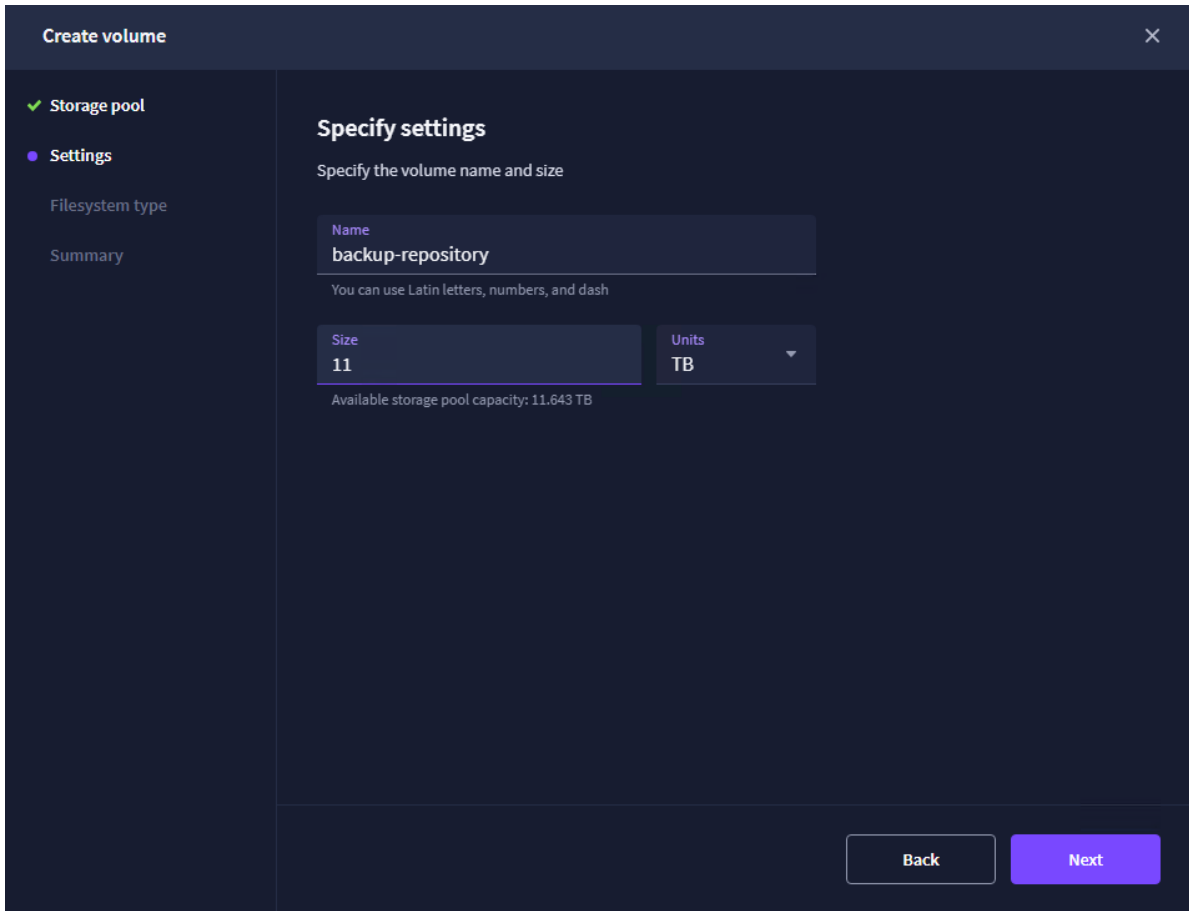 Create volume
Storage pool
Settings
Filesystem type
Summary
Specify settings
Specify the volume name and size
Name
backup-repository
You can use Latin letters, numbers, and dash
Size
11
Units
TB
Available storage pool capacity: 11.643 TB
Back
Next